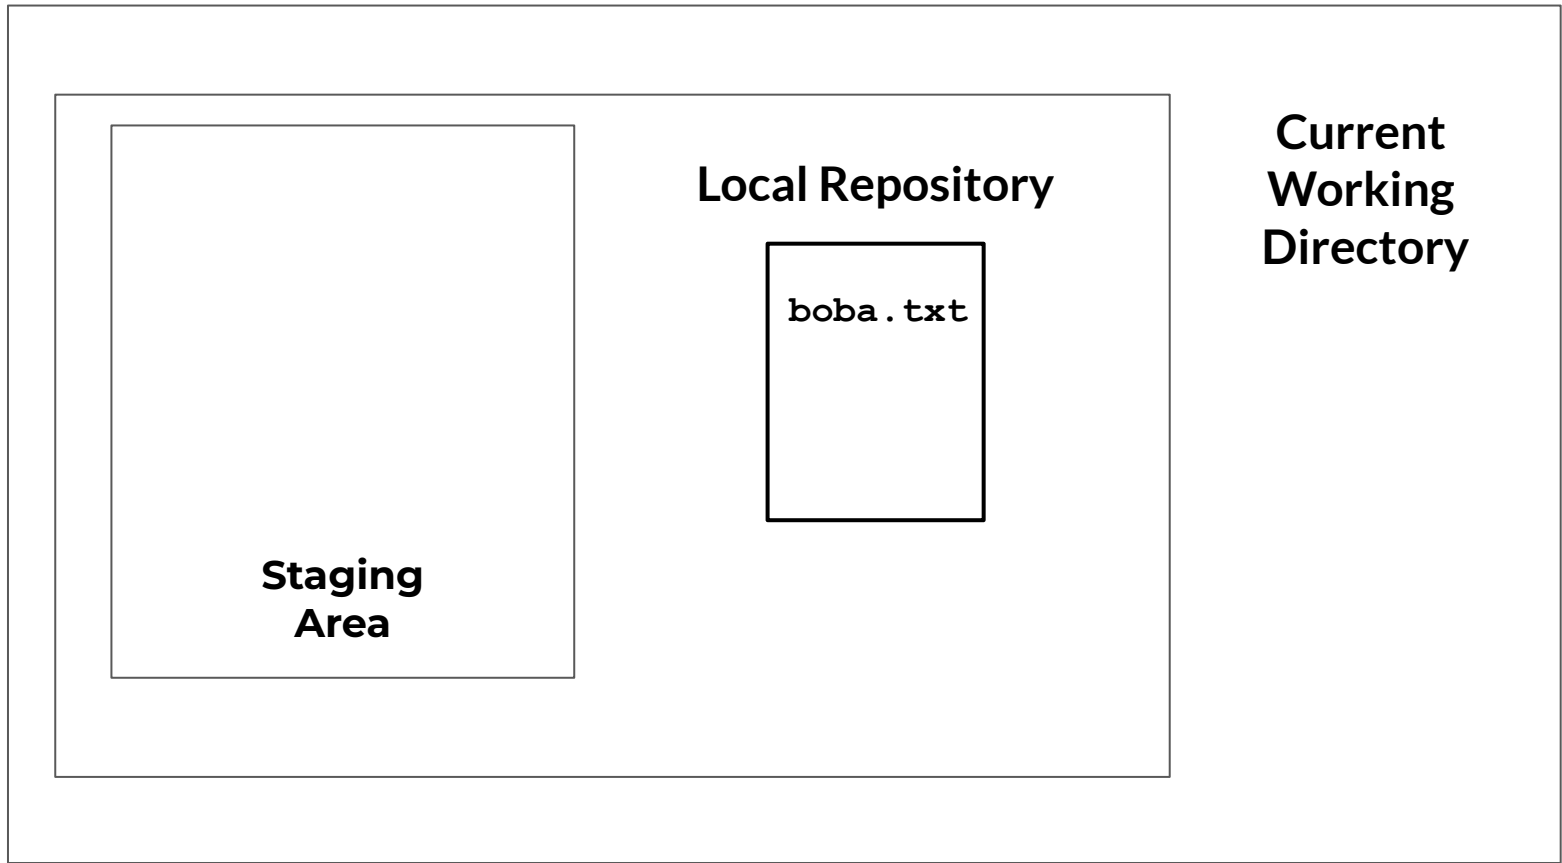 Local Repository
boba.txt
Staging
Area
Current
Working
Directory